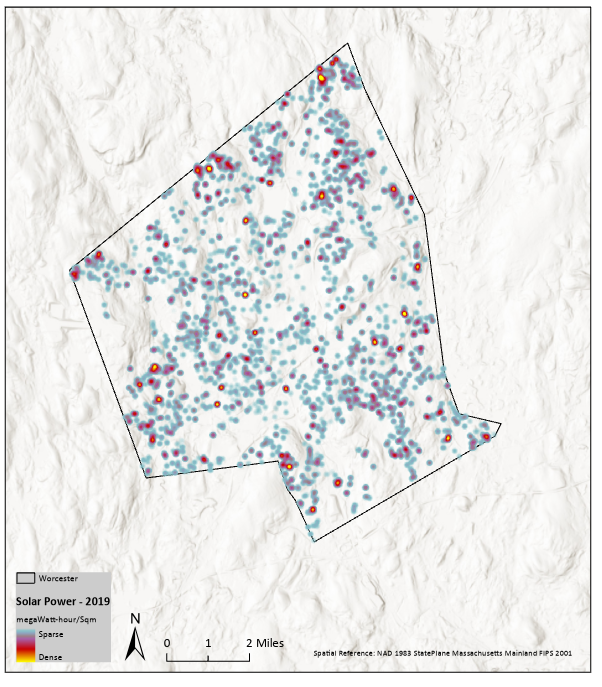 Worcester
Solar Power - 2019
megaWatt-hour/Sqm
Sparse
Dense
N
0 1 2 Miles
Spatial Reference: NAD 1983 StatePlane Massachusetts Mainland FIPS 2001